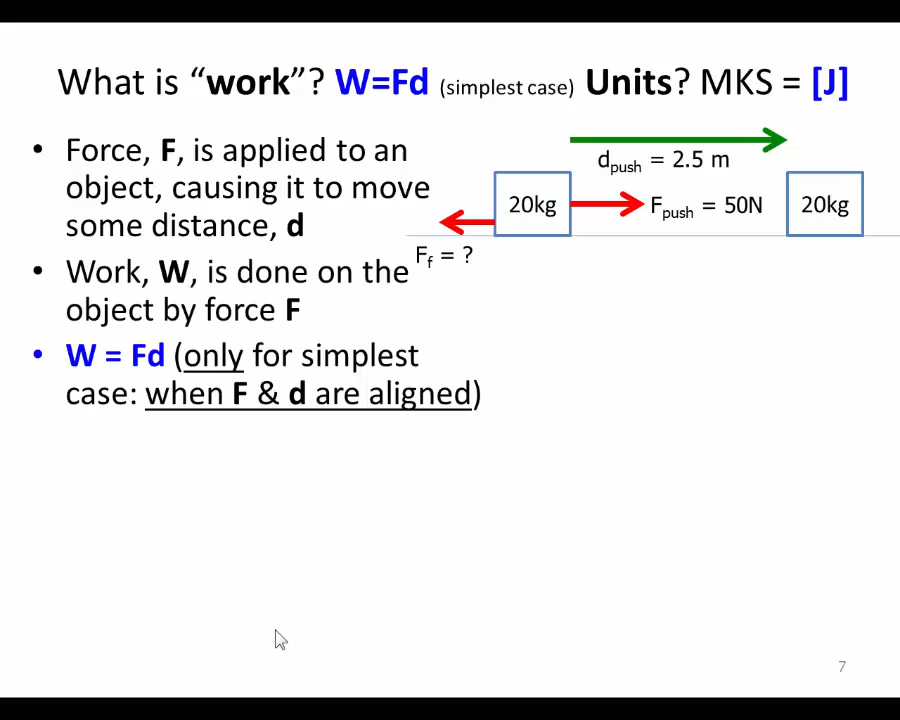 What is “work”? W=Fd (simplest case) Units? MKS = [J]
• Force, F, is applied to an
object, causing it to move
some distance, d
• Work, W, is done on the
object by force F
• W = Fd (only for simplest
case: when F & d are aligned)
dpush = 2.5 m
20kg
Fpush = 50N
20kg
Ff = ?
7